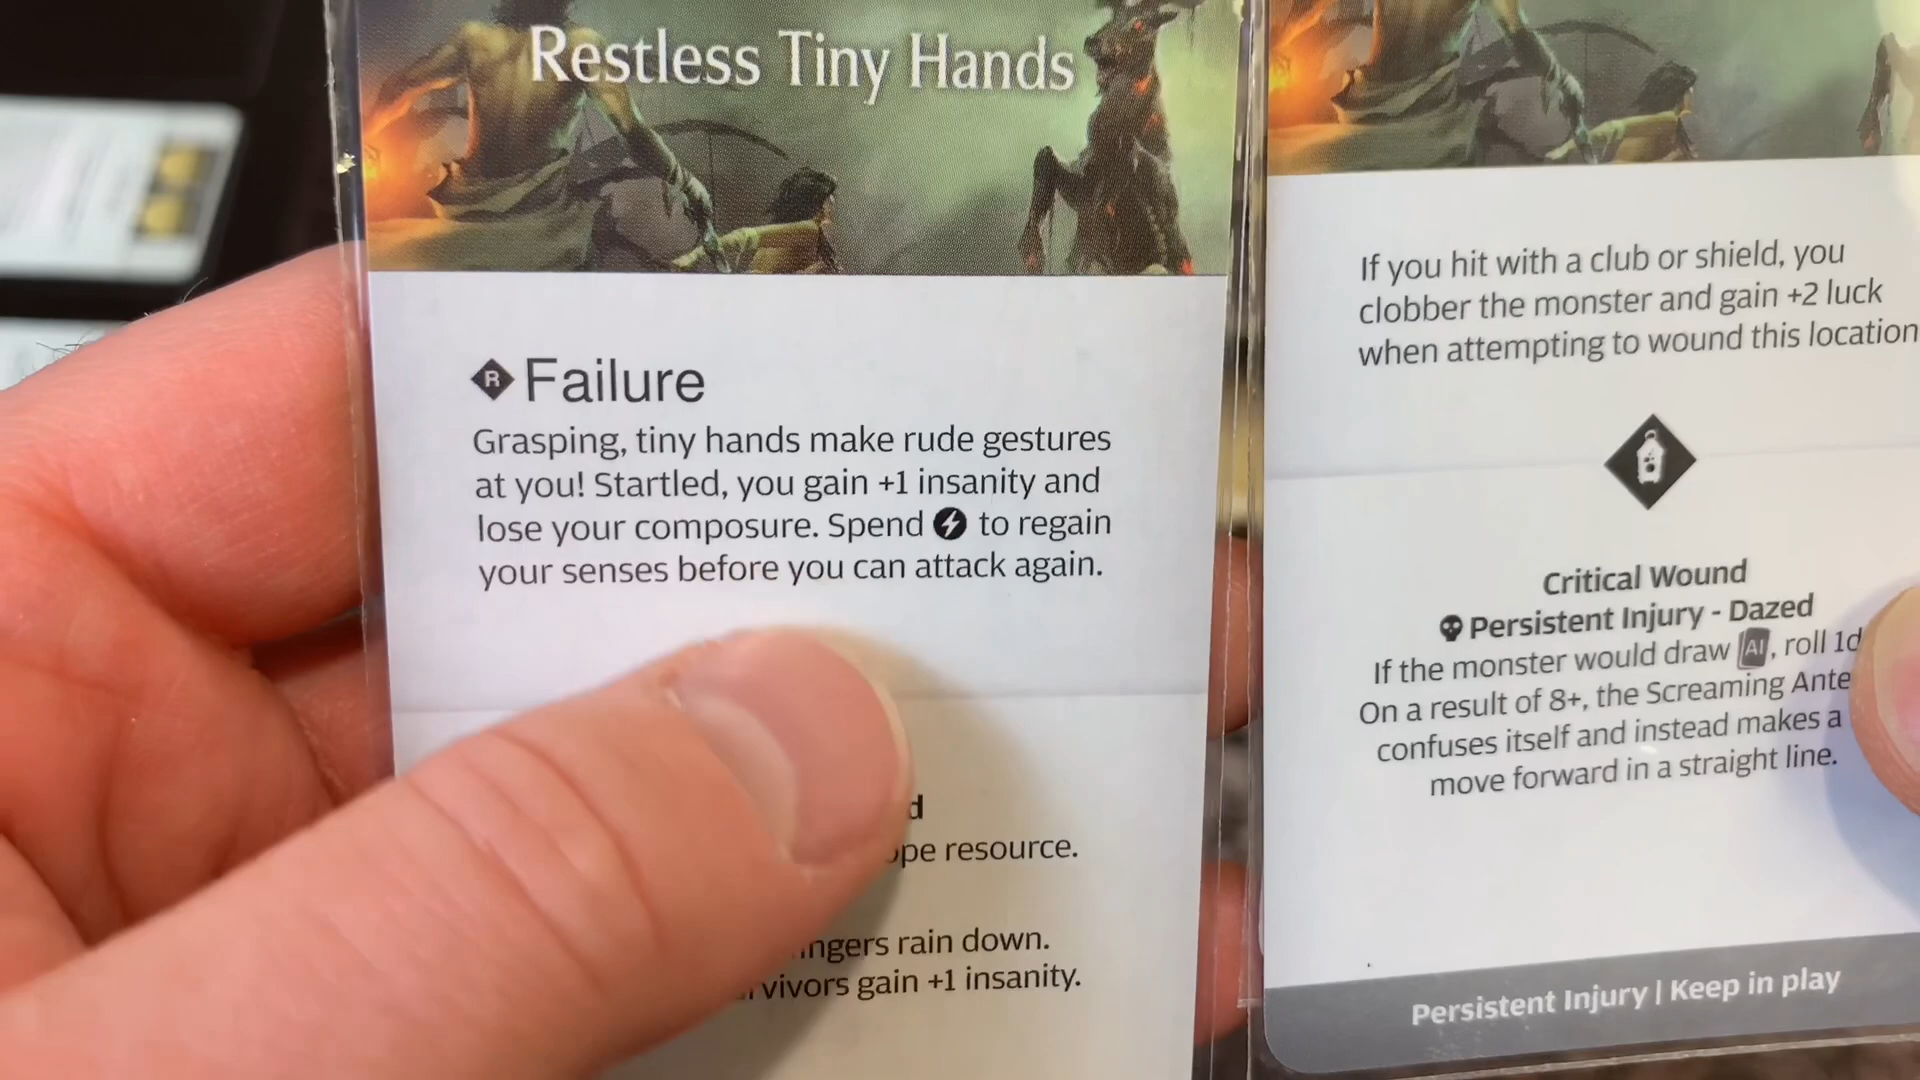 Restless Tiny Hands
R Failure
Grasping, tiny hands make rude gestures
at you! Startled, you gain +1 insanity and
lose your composure. Spend to regain
your senses before you can attack again.
resource.
rain down.
gain +1 insanity.
If you hit with a club or shield, you
clobber the monster and gain +2 luck
when attempting to wound this location
Critical Wound
Persistent Injury - Dazed
If the monster would draw AI, roll
On a result of 8+, the Screaming
confuses itself and instead makes a
move forward in a straight line.
Persistent Injury | Keep in play